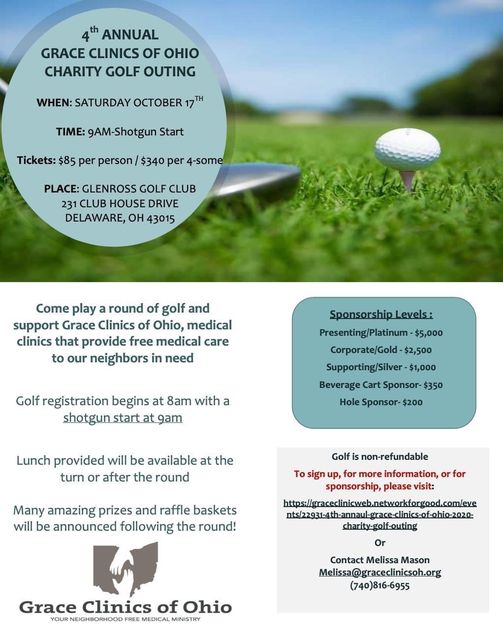 4th ANNUAL
GRACE CLINICS OF OHIO
CHARITY GOLF OUTING
WHEN: SATURDAY OCTOBER 17TH
TIME: 9AM-Shotgun Start
Tickets: $85 per person / $340 per 4-some
PLACE: GLENROSS GOLF CLUB
231 CLUB HOUSE DRIVE
DELAWARE, OH 43015
Come play a round of golf and
support Grace Clinics of Ohio, medical
clinics that provide free medical care
to our neighbors in need
Golf registration begins at 8am with a
shotgun start at 9am
Lunch provided will be available at the
turn or after the round
Many amazing prizes and raffle baskets
will be announced following the round!
Grace Clinics of Ohio
YOUR NEIGHBORHOOD FREE MEDICAL MINISTRY
Sponsorship Levels :
Presenting/Platinum - $5,000
Corporate/Gold - $2,500
Supporting/Silver - $1,000
Beverage Cart Sponsor- $350
Hole Sponsor- $200
Golf is non-refundable
To sign up, for more information, or for
sponsorship, please visit:
https://graceclinicweb.networkforgood.com/eve
nts/22931-4th-annaul-grace-clinics-of-ohio-2020-
charity-golf-outing
Or
Contact Melissa Mason
Melissa@graceclinicsoh.org
(740)816-6955